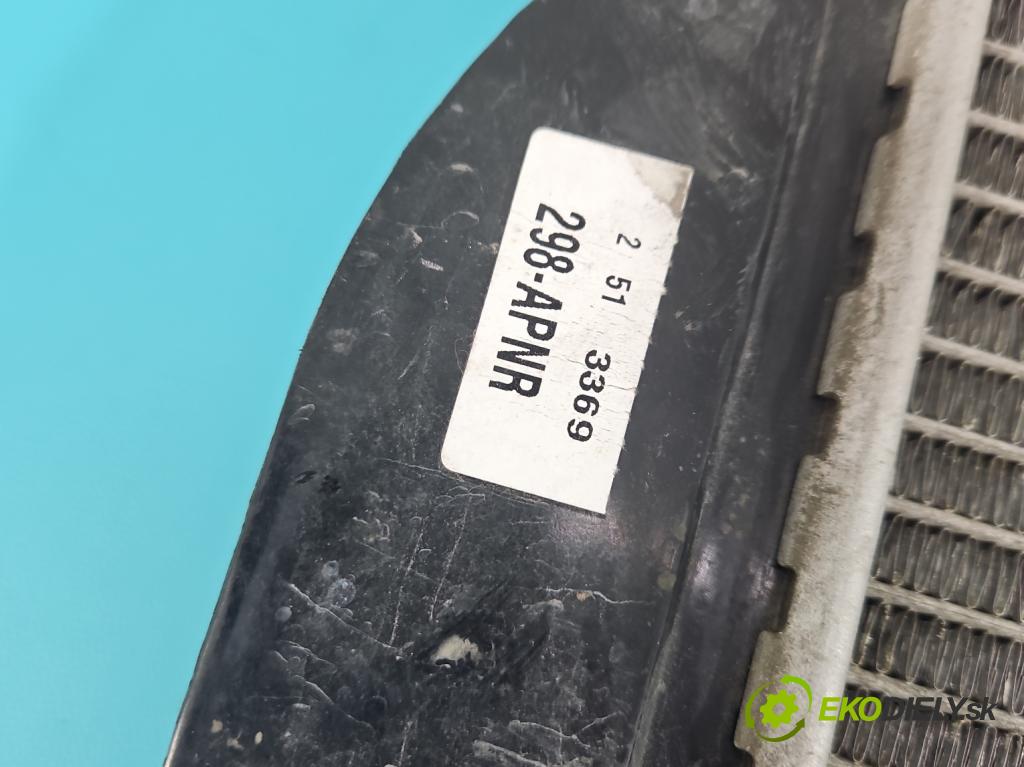 2 51 3369
298-APNR
EKODIELY.sk